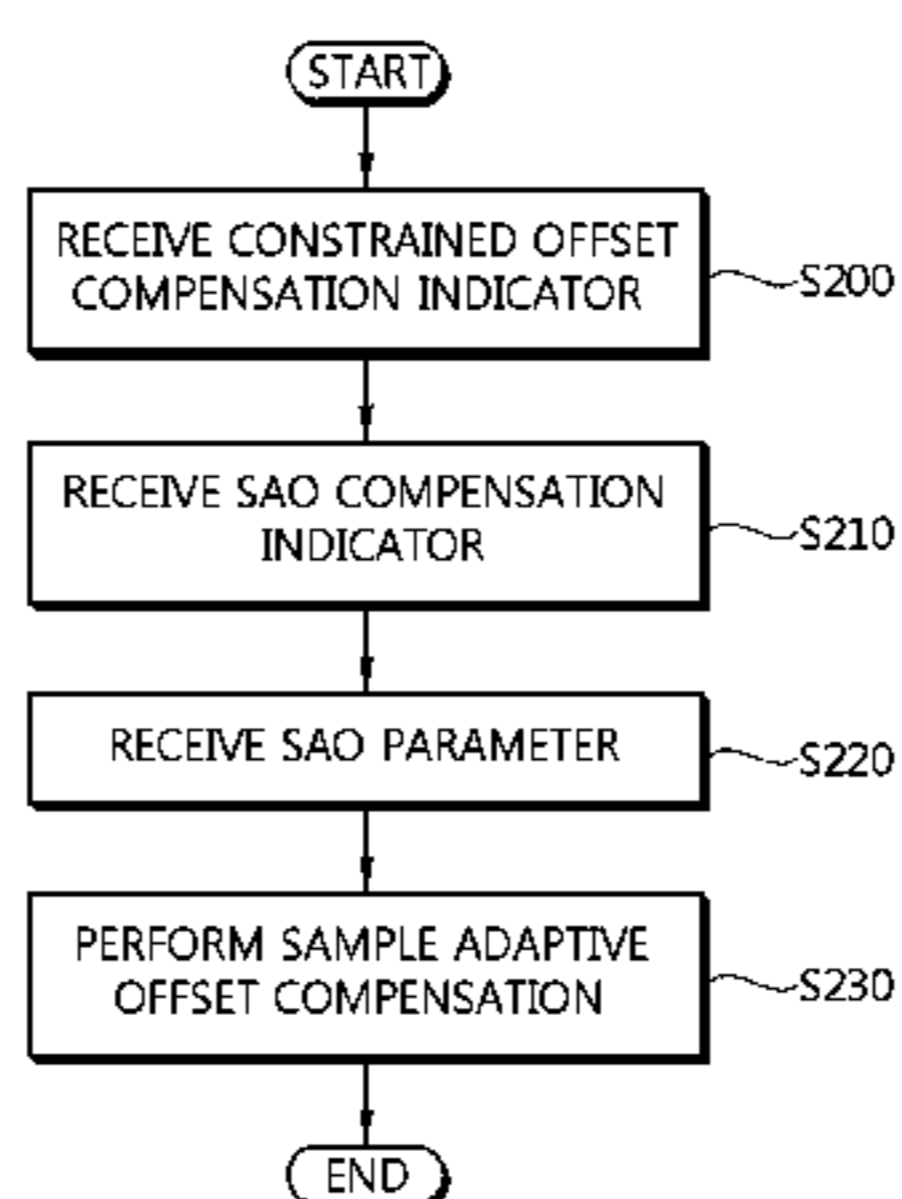 START
RECEIVE CONSTRAINED OFFSET
COMPENSATION INDICATOR
S200
RECEIVE SAO COMPENSATION
INDICATOR
S210
RECEIVE SAO PARAMETER
S220
PERFORM SAMPLE ADAPTIVE
OFFSET COMPENSATION
S230
END